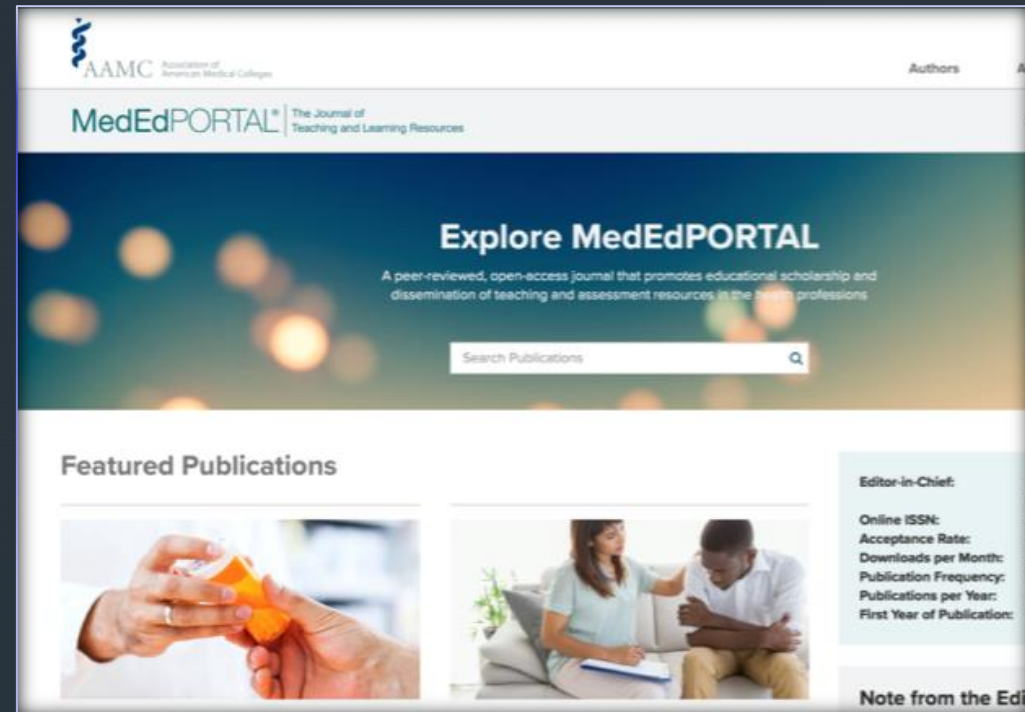 AAMC Association of
American Medical Colleges
Authors A
MedEdPORTAL® The Journal of
Teaching and Learning Resources
Explore MedEdPORTAL
A peer-reviewed, open-access journal that promotes educational scholarship and
dissemination of teaching and assessment resources in the health professions
Search Publications
Featured Publications
Editor-in-Chief:
Online ISSN:
Acceptance Rate:
Downloads per Month:
Publication Frequency:
Publications per Year:
First Year of Publication:
Note from the Edi